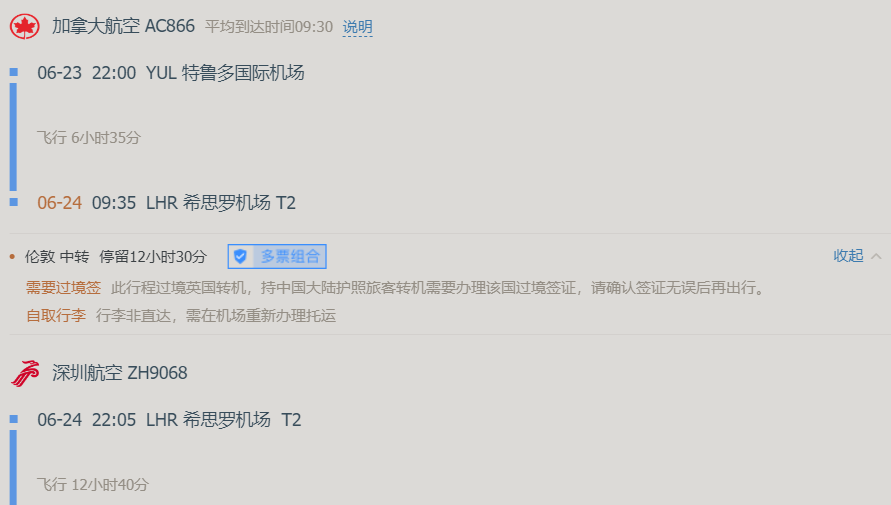 加拿大航空 AC866 平均到达时间09:30 说明
06-23 22:00 YUL 特鲁多国际机场
飞行 6小时35分
06-24 09:35 LHR 希思罗机场 T2
伦敦 中转 停留12小时30分 多票组合 收起
需要过境签 此行程过境英国转机，持中国大陆护照旅客转机需要办理该国过境签证，请确认签证无误后再出行。
自取行李 行李非直达，需在机场重新办理托运
深圳航空 ZH9068
06-24 22:05 LHR 希思罗机场 T2
飞行 12小时40分